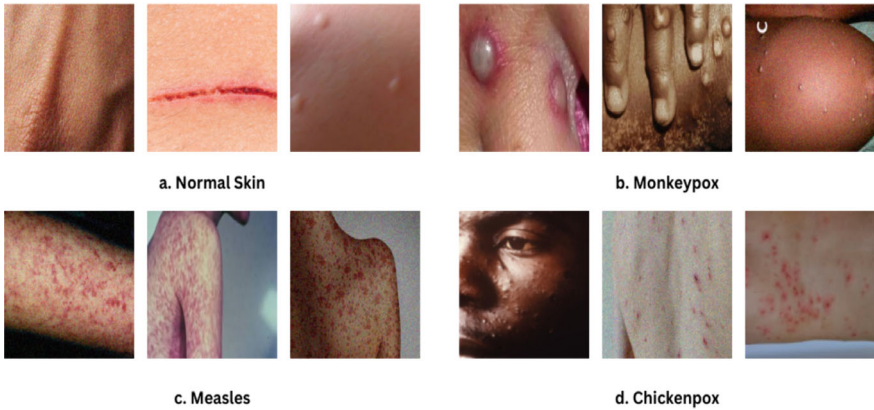 a. Normal Skin
b. Monkeypox
c. Measles
d. Chickenpox